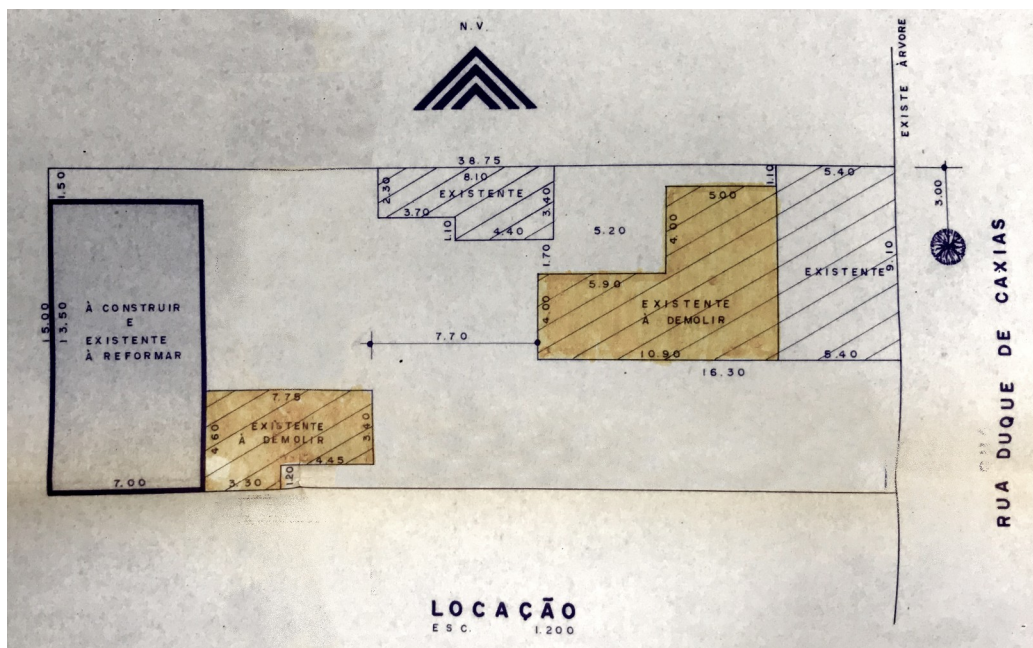 N.V.
EXISTE ÀRVORE
38.75
8.10
EXISTENTE
2.30
3.70
1.10
4.40
3.40
1.50
1.10
5.40
5.00
4.00
5.20
1.70
3.00
9.10
EXISTENTE
5.90
4.00
EXISTENTE
À DEMOLIR
10.90
5.40
16.30
7.70
15.00
13.50
À CONSTRUIR
E
EXISTENTE
À REFORMAR
7.00
7.75
EXISTENTE
À DEMOLIR
4.60
3.40
4.45
1.20
3.30
RUA DUQUE DE CAXIAS
LOCAÇÃO
ESC. 1.200